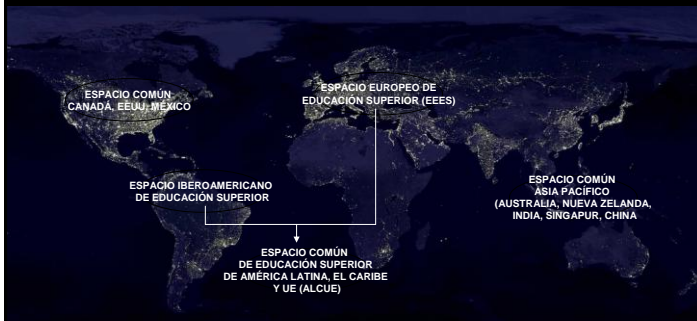 ESPACIO COMÚN
CANADÁ, EEUU, MÉXICO
ESPACIO EUROPEO DE
EDUCACIÓN SUPERIOR (EEES)
ESPACIO IBEROAMERICANO
DE EDUCACIÓN SUPERIOR
ESPACIO COMÚN
ASIA PACÍFICO
(AUSTRALIA, NUEVA ZELANDA,
INDIA, SINGAPUR, CHINA
ESPACIO COMÚN
DE EDUCACIÓN SUPERIOR
DE AMÉRICA LATINA, EL CARIBE
Y UE (ALCUE)